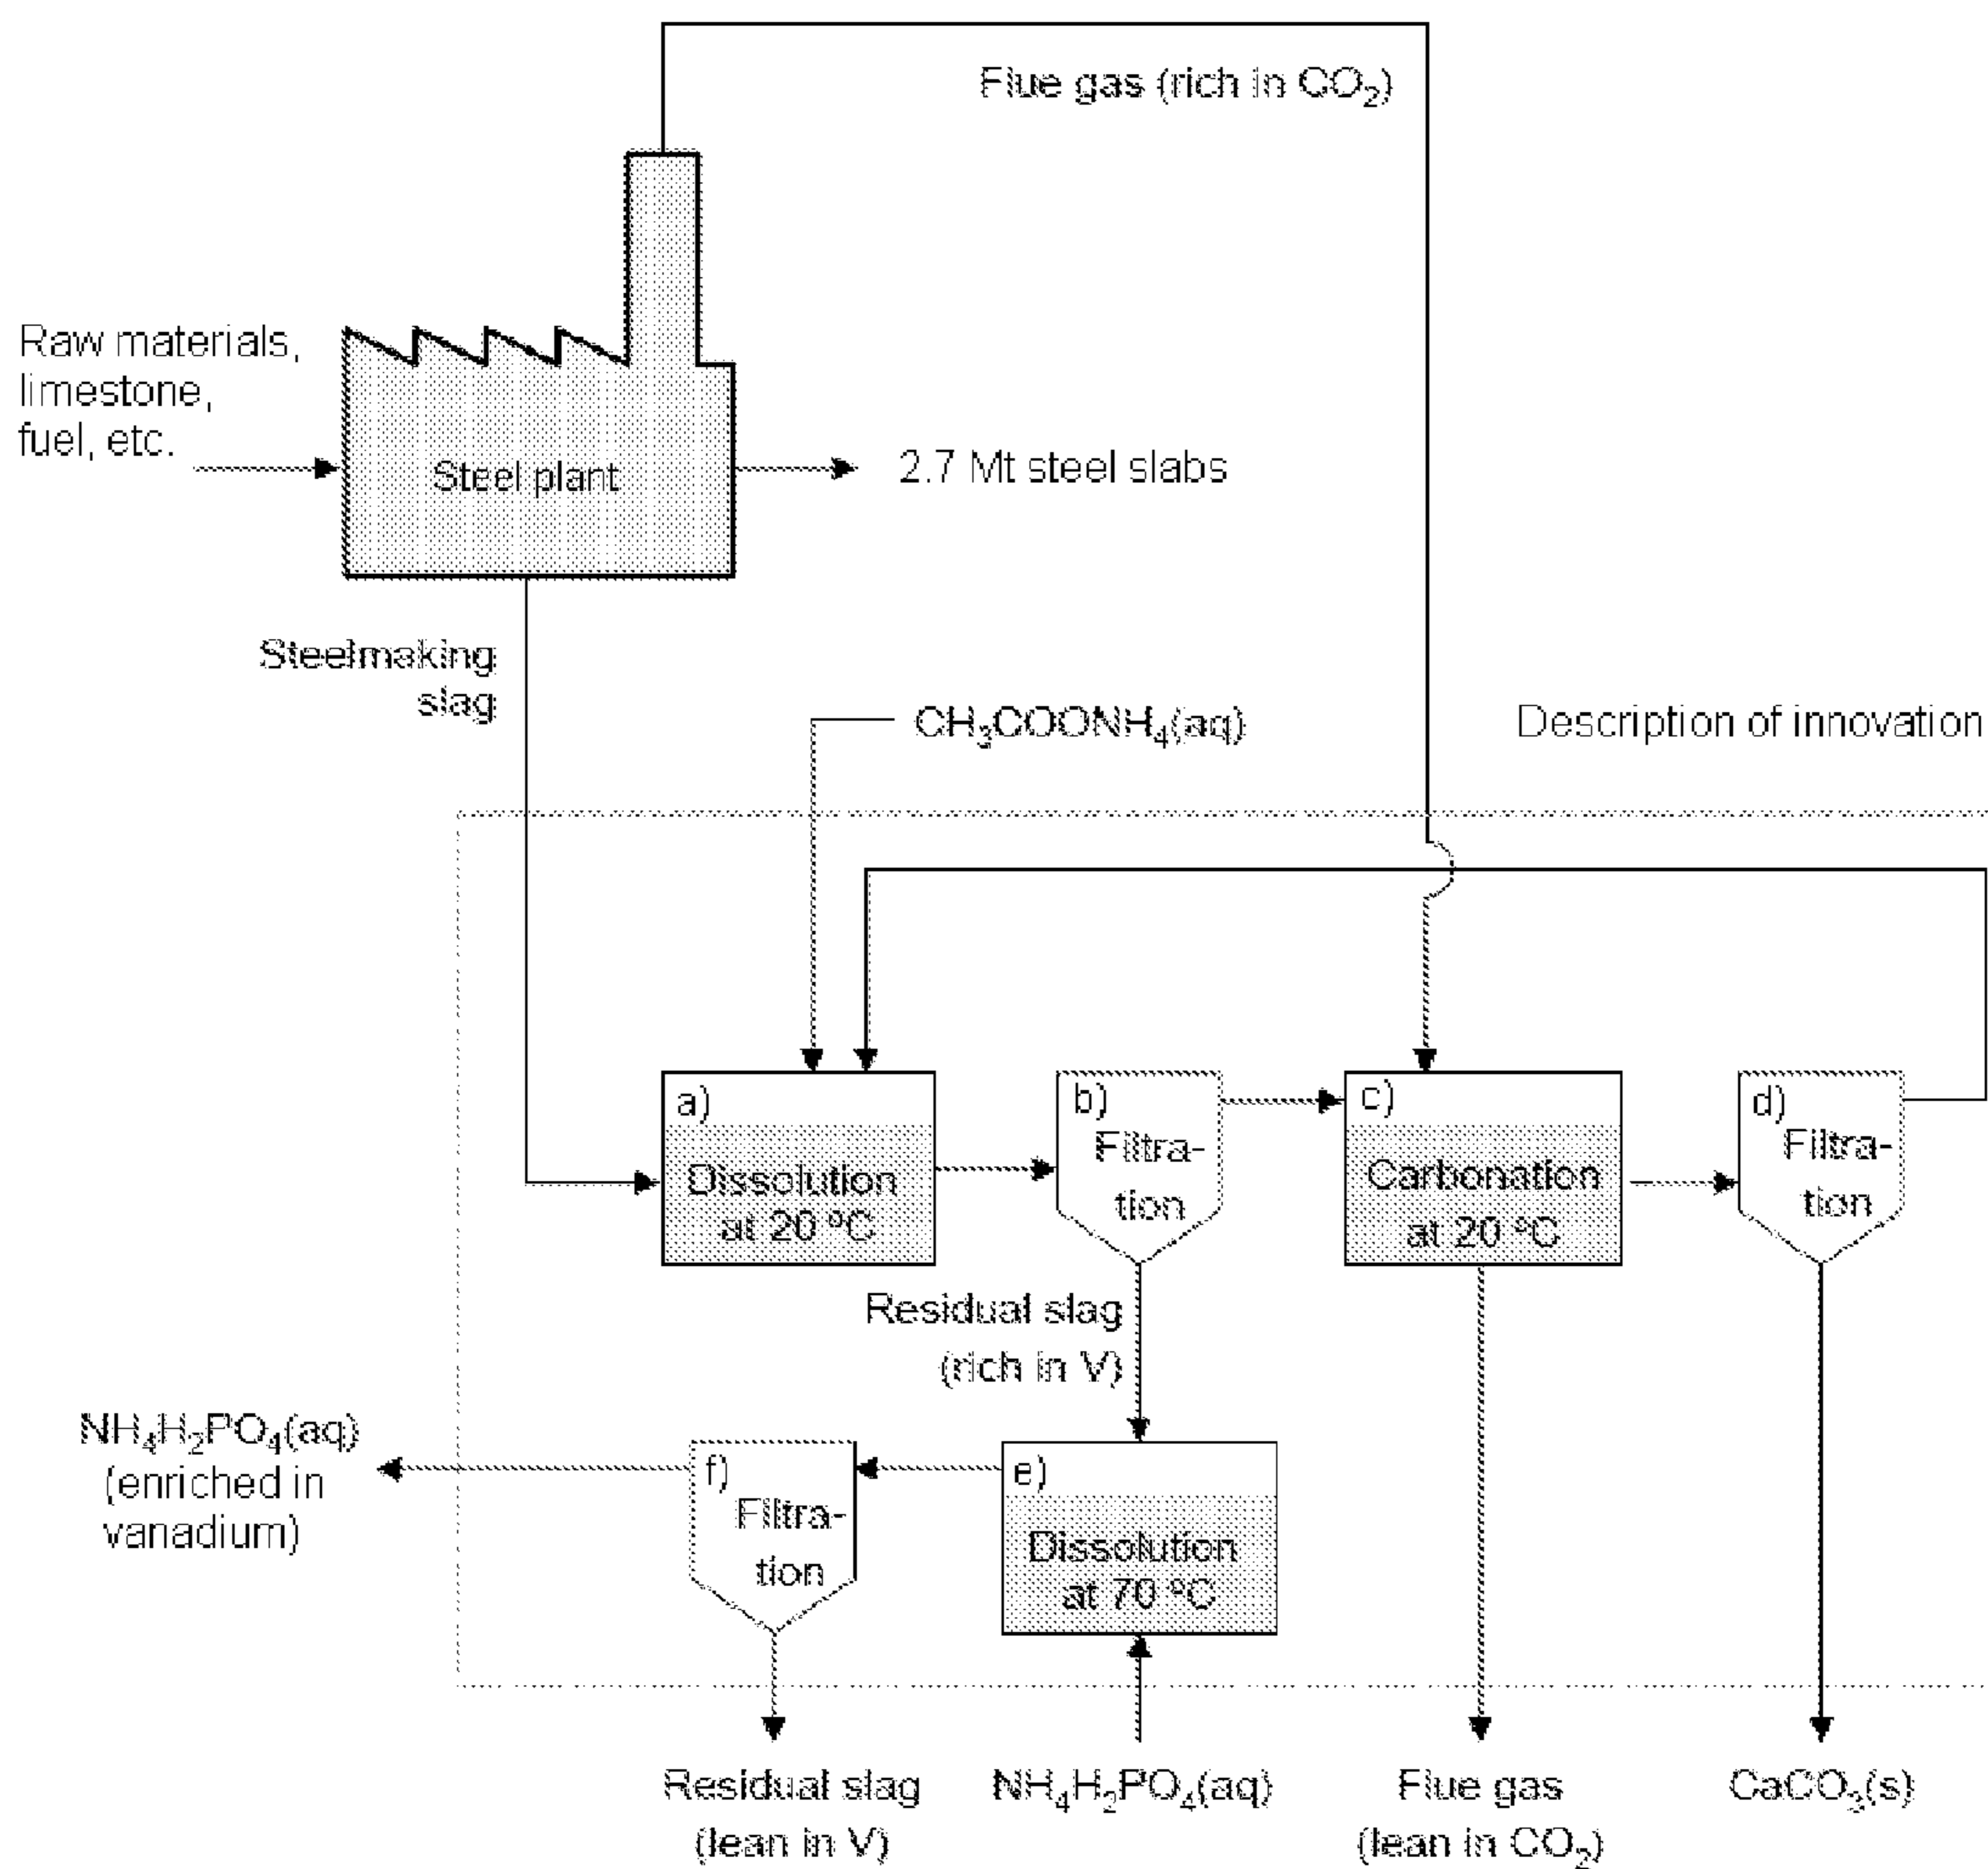 Flue gas (rich in CO₂)
Raw materials,
limestone,
fuel, etc.
Steel plant
2.7 Mt steel slabs
Steelmaking
slag
CH₃COONH₄(aq)
Description of innovation
a)
Dissolution
at 20 ºC
b)
Filtra-
tion
c)
Carbonation
at 20 ºC
d)
Filtra-
tion
Residual slag
(rich in V)
NH₄H₂PO₄(aq)
(enriched in
vanadium)
f)
Filtra-
tion
e)
Dissolution
at 70 ºC
Residual slag
(lean in V)
NH₄H₂PO₄(aq)
Flue gas
(lean in CO₂)
CaCO₃(s)